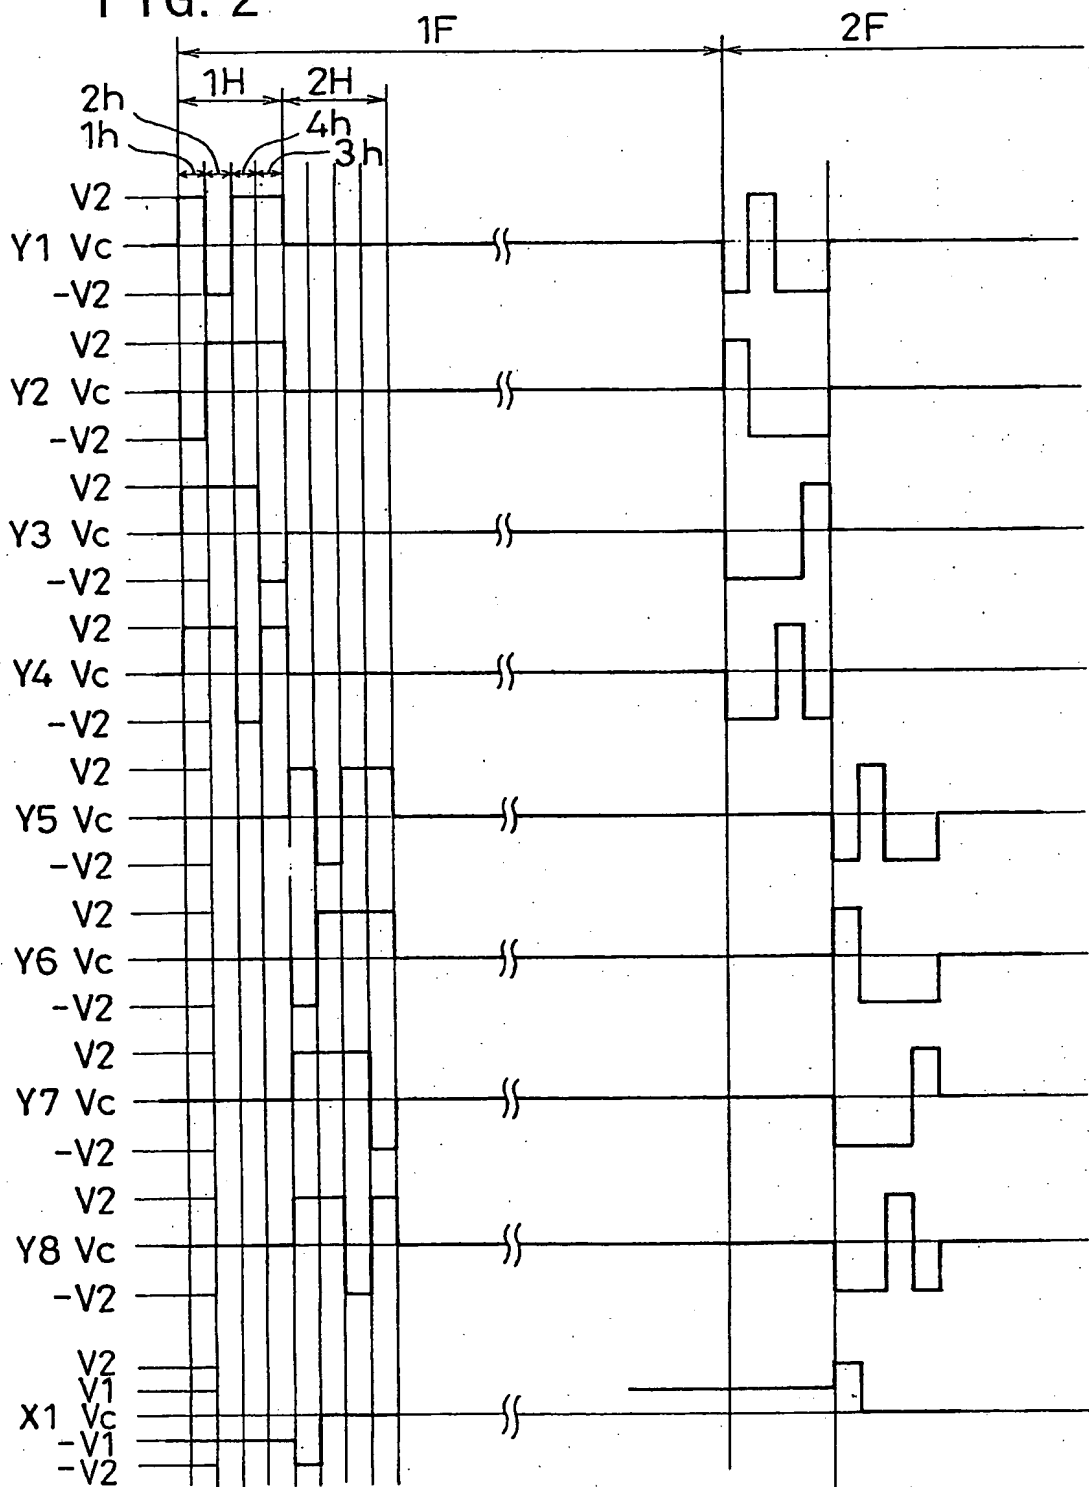 FIG. 2
1F 2F
1H 2H
2h 4h
1h 3h
V2
Y1 Vc
-V2
V2
Y2 Vc
-V2
V2
Y3 Vc
-V2
V2
Y4 Vc
-V2
V2
Y5 Vc
-V2
V2
Y6 Vc
-V2
V2
Y7 Vc
-V2
V2
Y8 Vc
-V2
V2
V1
X1 Vc
-V1
-V2